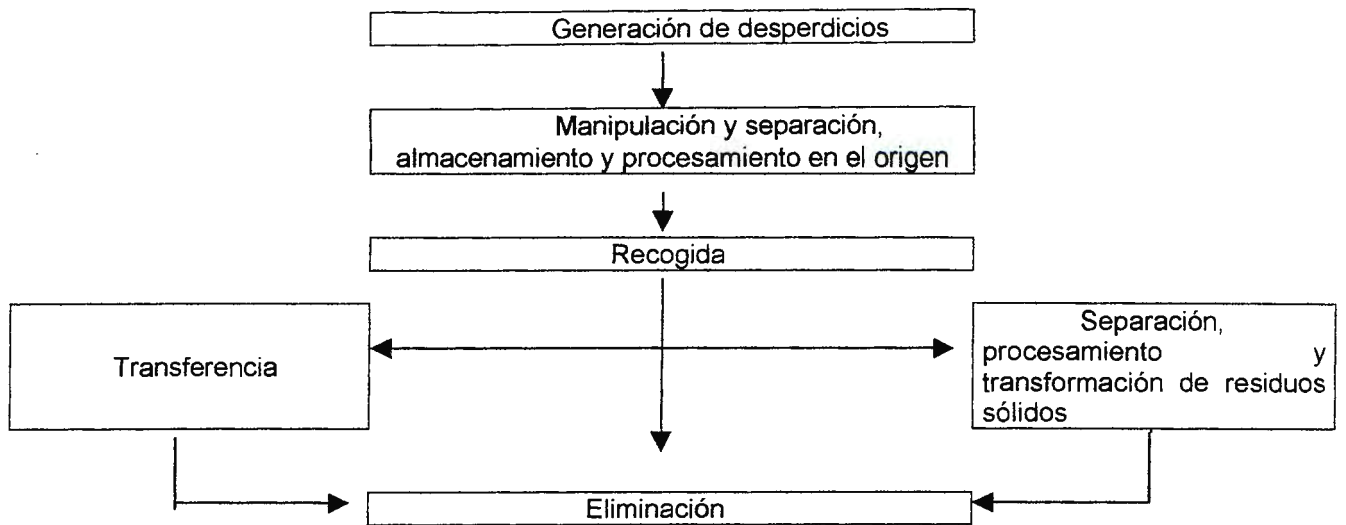 Generación de desperdicios
Manipulación y separación,
almacenamiento y procesamiento en el origen
Recogida
Transferencia
Separación,
procesamiento y
transformación de residuos
sólidos
Eliminación